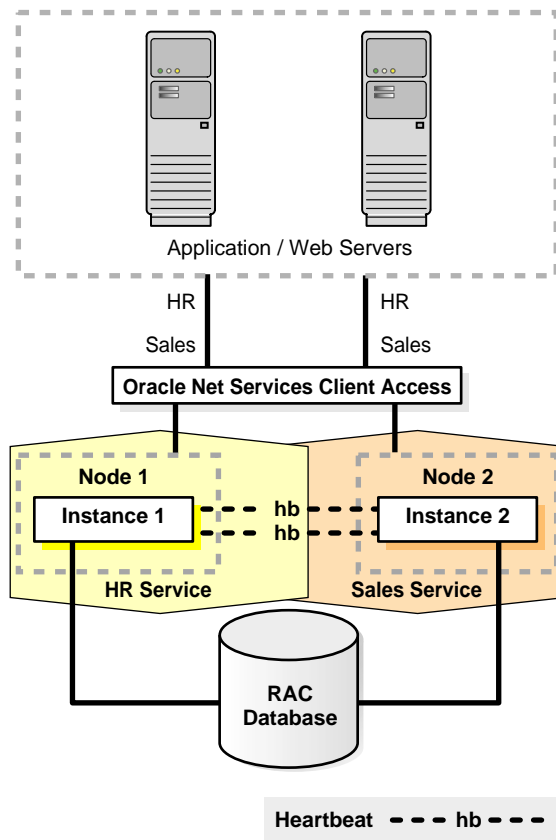 Application / Web Servers
HR
HR
Sales
Sales
Oracle Net Services Client Access
Node 1
Node 2
Instance 1
hb
hb
Instance 2
HR Service
Sales Service
RAC
Database
Heartbeat
hb